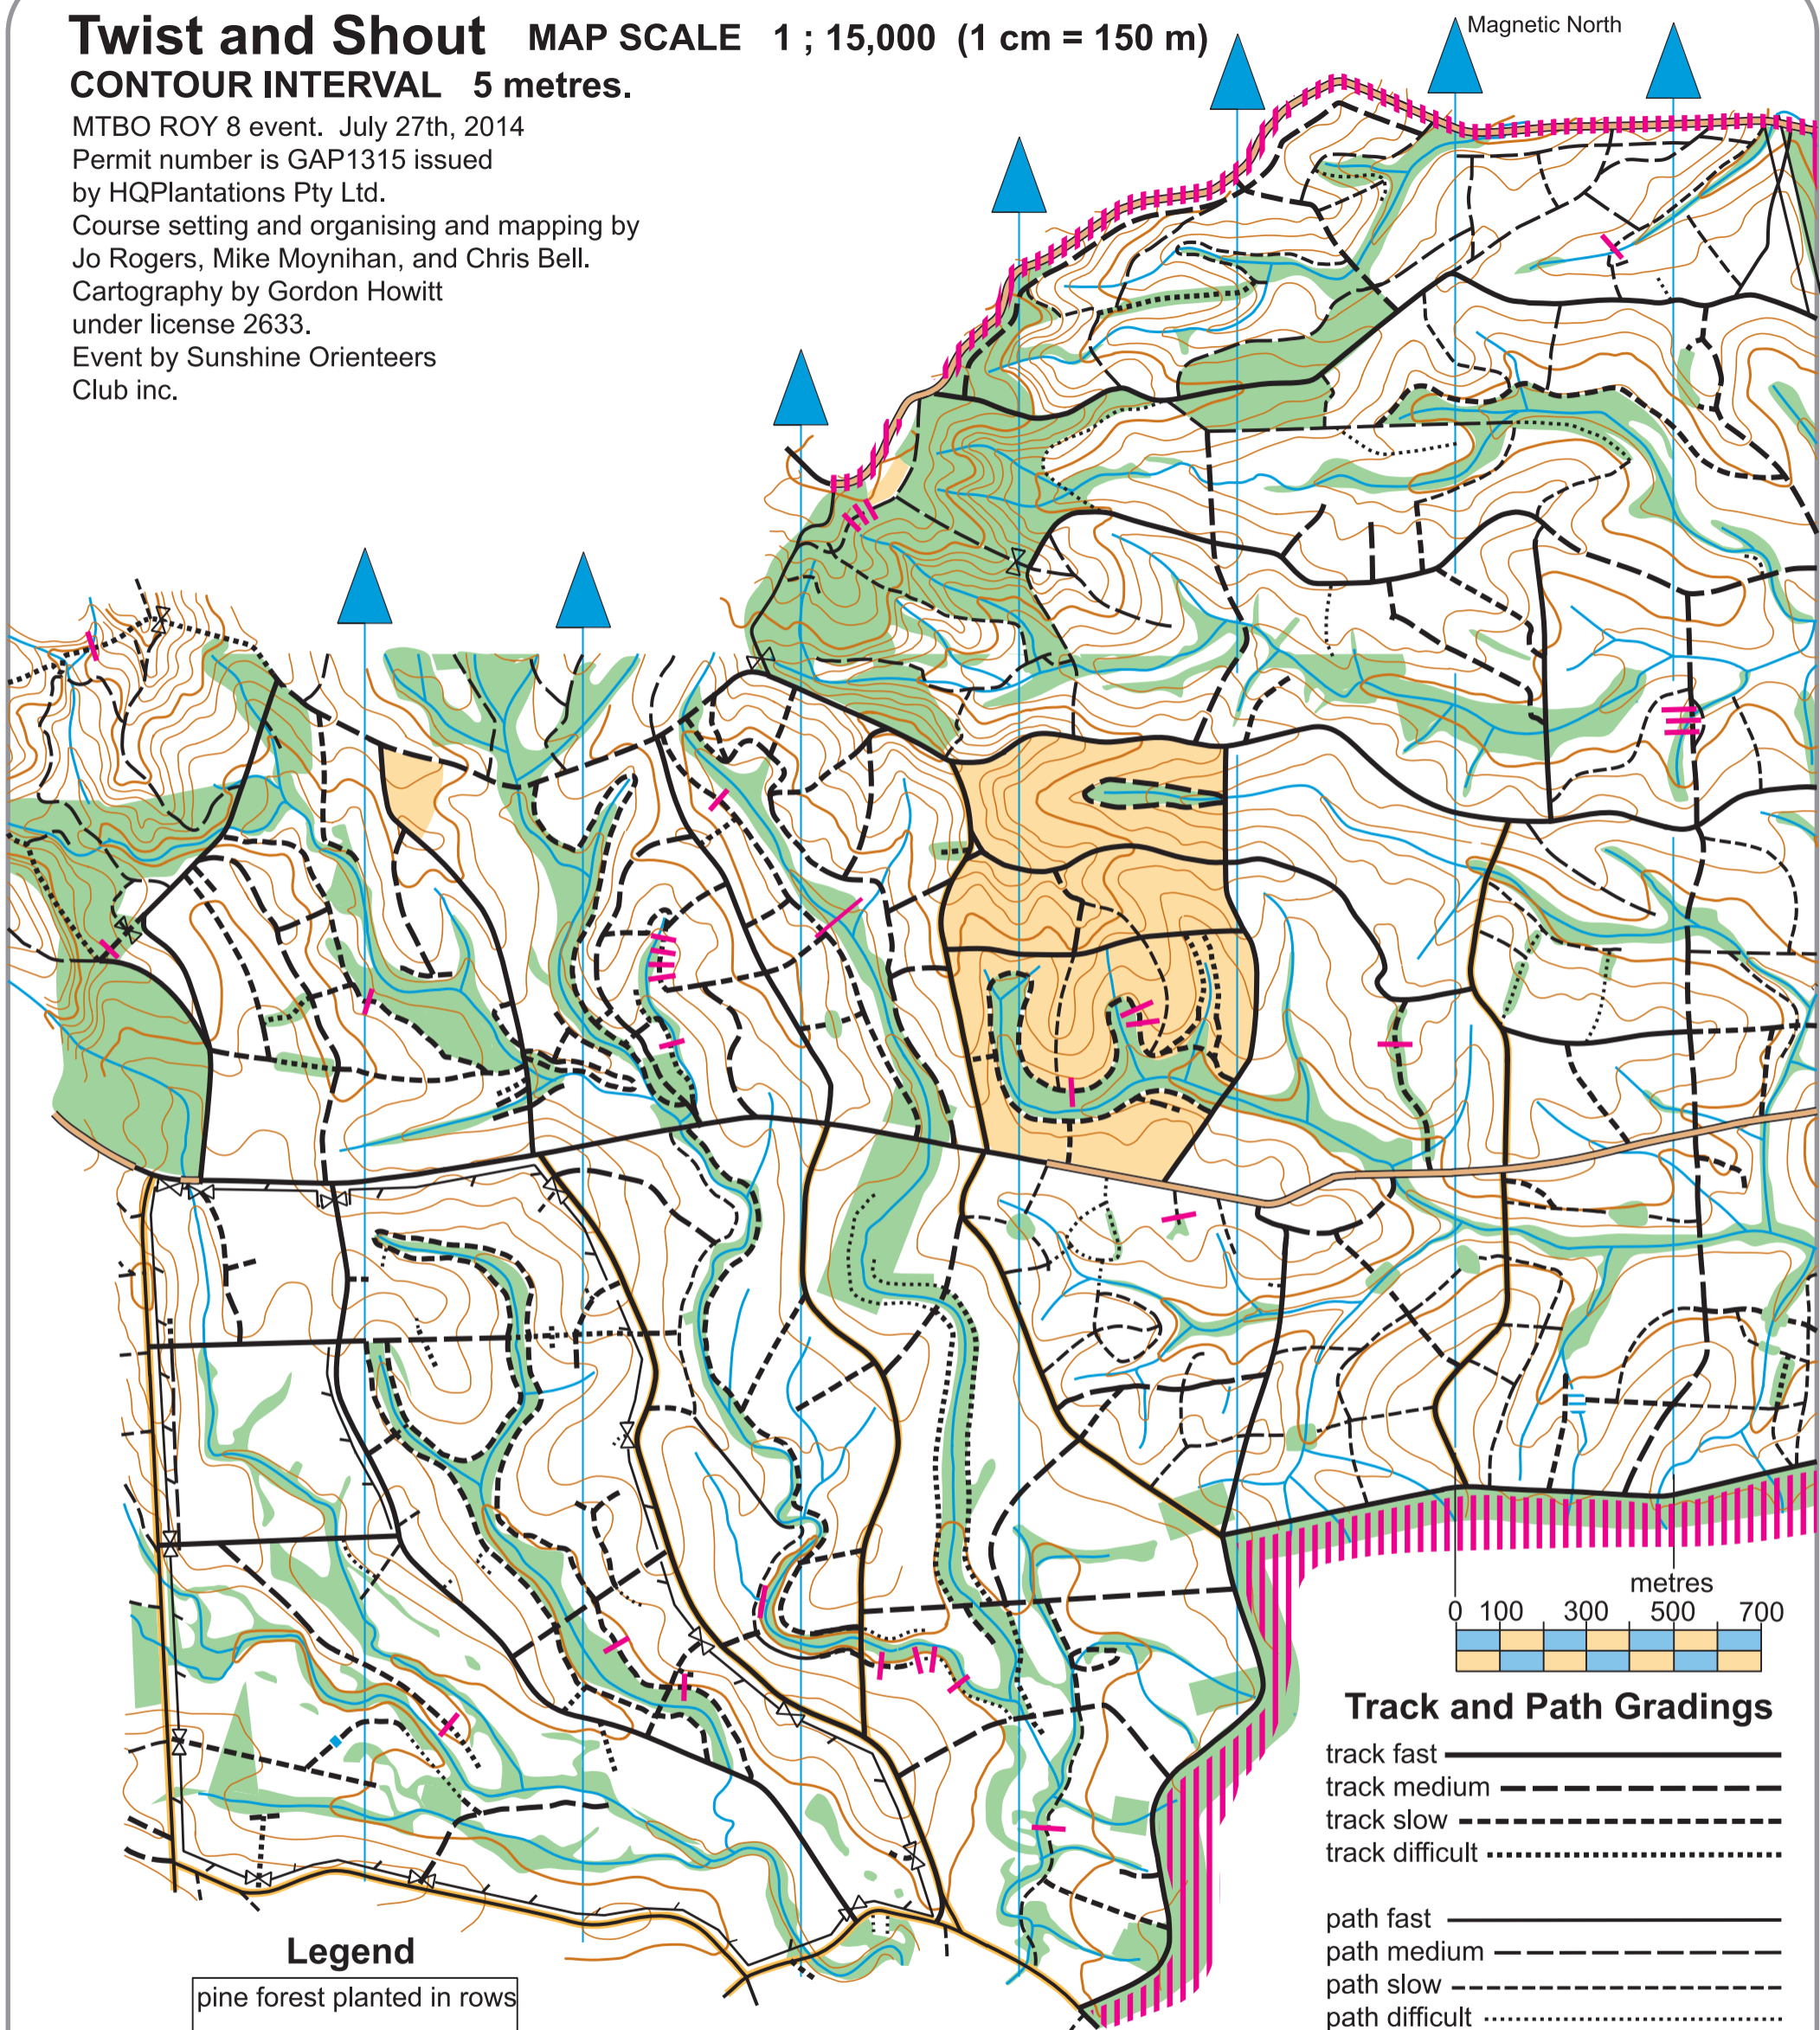 Twist and Shout MAP SCALE 1 ; 15,000 (1 cm = 150 m)
Magnetic North
CONTOUR INTERVAL 5 metres.
MTBO ROY 8 event. July 27th, 2014
Permit number is GAP1315 issued
by HQPlantations Pty Ltd.
Course setting and organising and mapping by
Jo Rogers, Mike Moynihan, and Chris Bell.
Cartography by Gordon Howitt
under license 2633.
Event by Sunshine Orienteers
Club inc.
metres
0 100 300 500 700
Track and Path Gradings
track fast
track medium
track slow
track difficult
path fast
path medium
path slow
path difficult
Legend
pine forest planted in rows